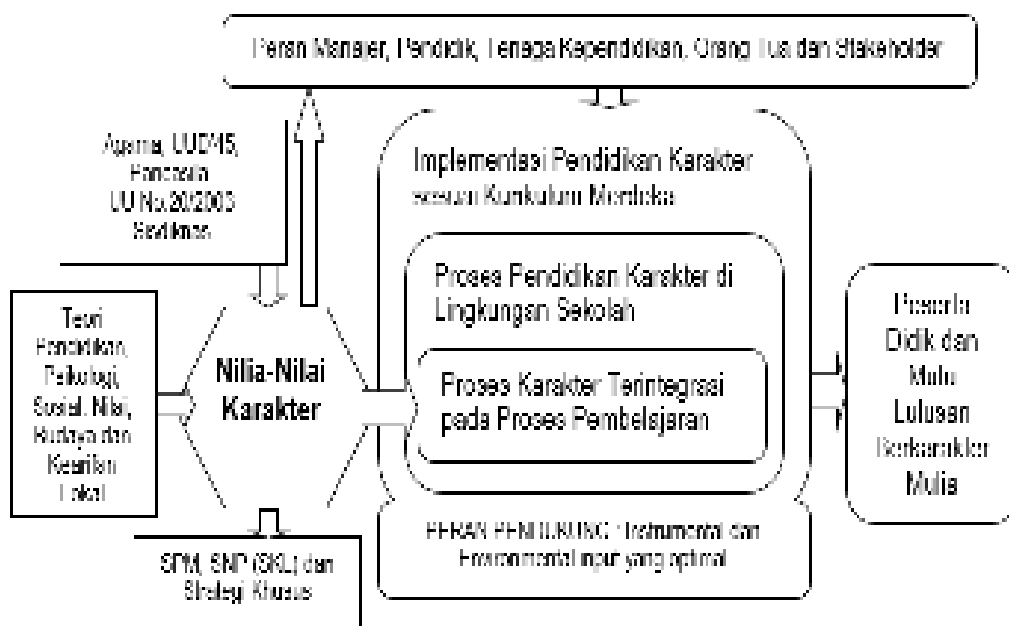 Peran Manajer, Pendidik, Tenaga Kependidikan, Orang Tua dan Stakeholder
Agama, UUD'45,
Pancasila
UU No.20/2003
Sisdiknas
Implementasi Pendidikan Karakter
sesuai Kurikulum Merdeka
Proses Pendidikan Karakter di
Lingkungan Sekolah
Proses Karakter Terintegrasi
pada Proses Pembelajaran
Teori
Pendidikan,
Psikologi,
Sosial, Nilai,
Budaya dan
Kearifan
Lokal
Nilia-Nilai
Karakter
Peserta
Didik dan
Mutu
Lulusan
Berkarakter
Mulia
SPM, SNP (SKL) dan
Strategi Khusus
PERAN PENDUKUNG : Instrumental dan
Environmental input yang optimal